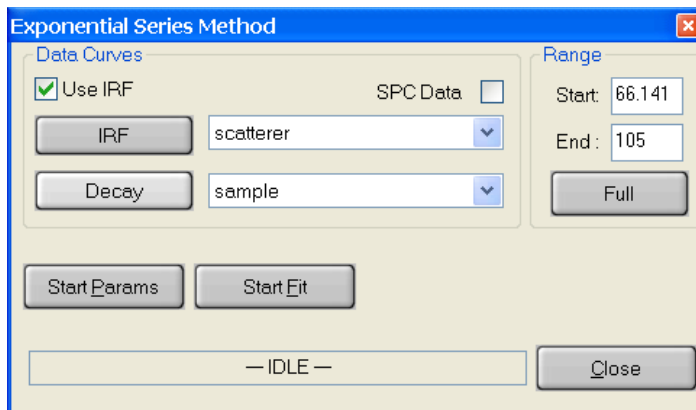 Exponential Series Method
Data Curves
Use IRF
SPC Data
IRF
scatterer
Decay
sample
Range
Start: 66.141
End : 105
Full
Start Params
Start Fit
— IDLE —
Close